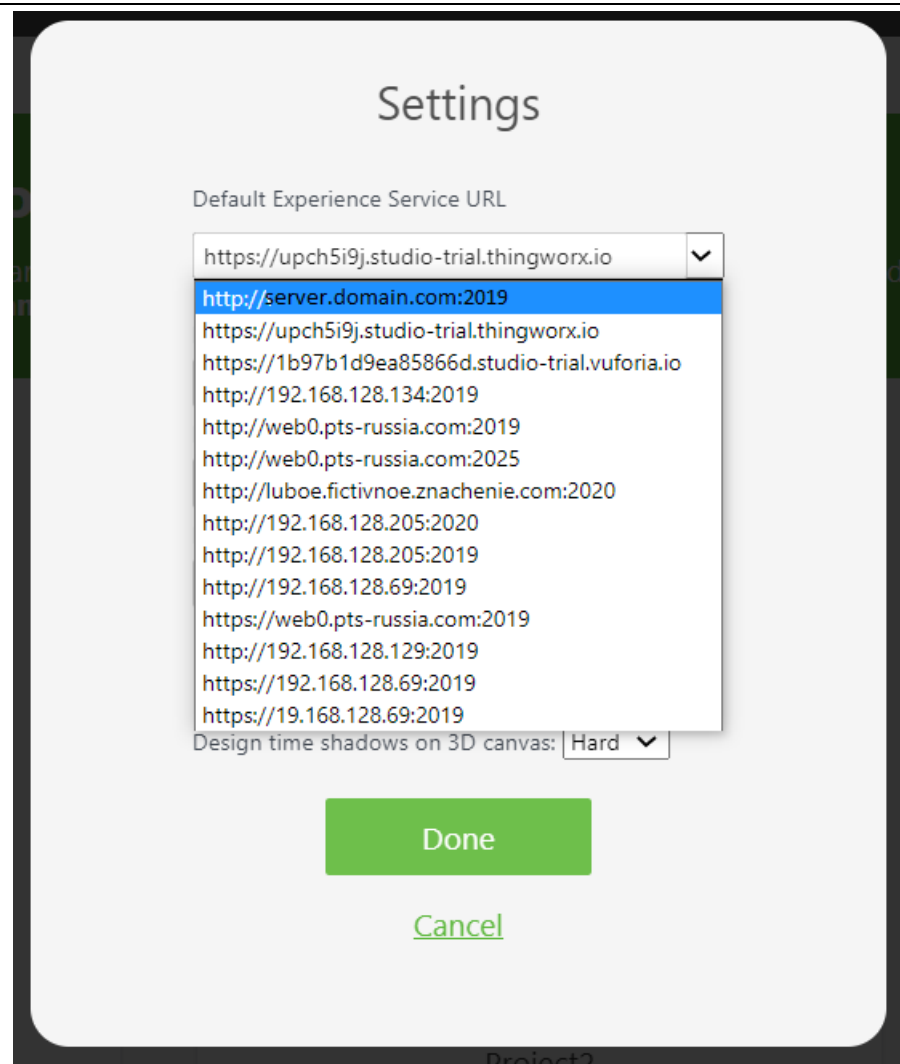 Settings
Default Experience Service URL
https://upch5i9j.studio-trial.thingworx.io
http://server.domain.com:2019
https://upch5i9j.studio-trial.thingworx.io
https://1b97b1d9ea85866d.studio-trial.vuforia.io
http://192.168.128.134:2019
http://web0.pts-russia.com:2019
http://web0.pts-russia.com:2025
http://luboe.fictivnoe.znachenie.com:2020
http://192.168.128.205:2020
http://192.168.128.205:2019
http://192.168.128.69:2019
https://web0.pts-russia.com:2019
http://192.168.128.129:2019
https://192.168.128.69:2019
https://19.168.128.69:2019
Design time shadows on 3D canvas: Hard
Done
Cancel
Project2